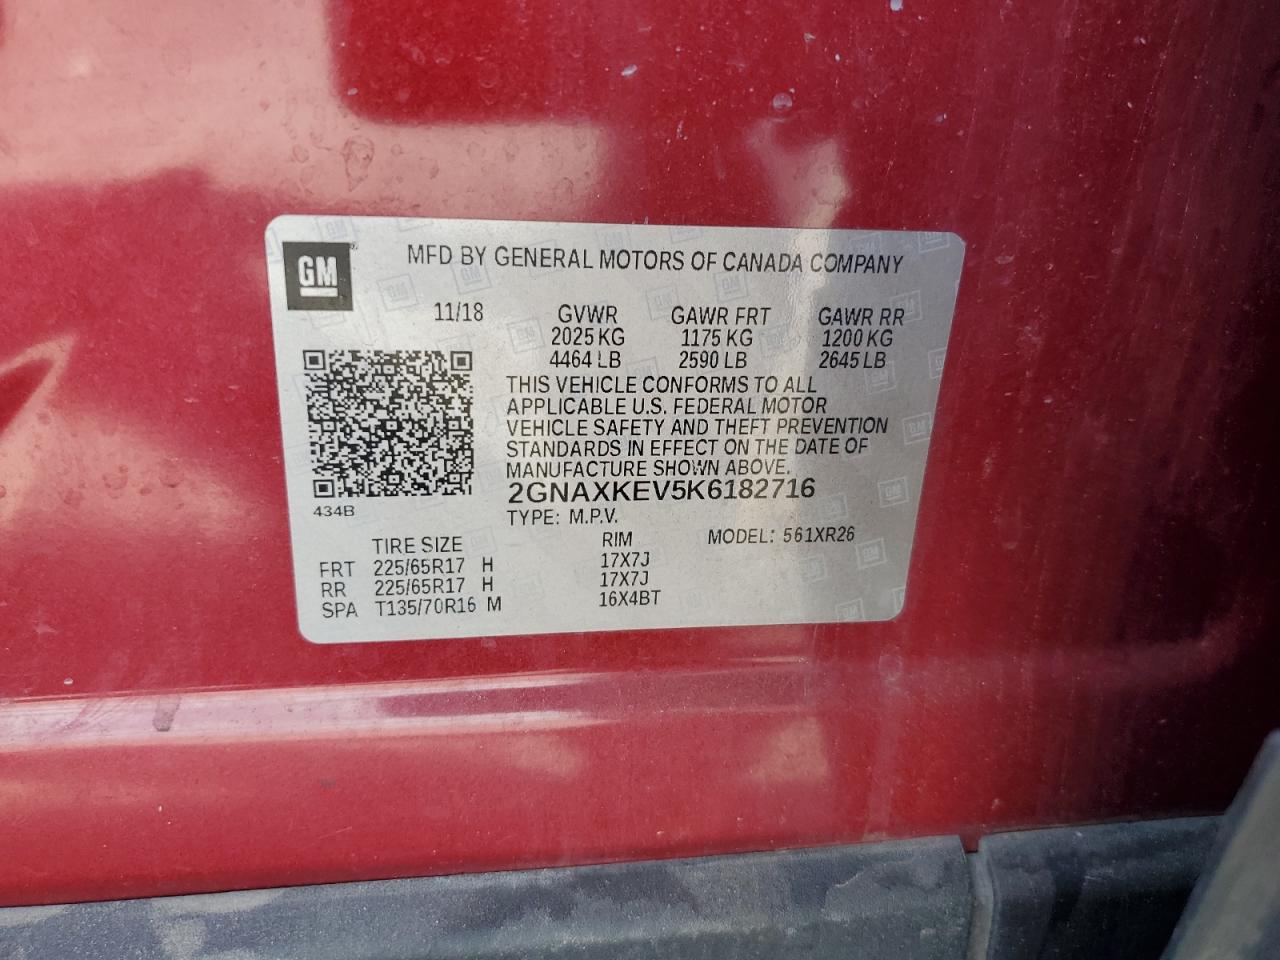 GM
MFD BY GENERAL MOTORS OF CANADA COMPANY
11/18 GVWR GAWR FRT GAWR RR
2025 KG 1175 KG 1200 KG
4464 LB 2590 LB 2645 LB
THIS VEHICLE CONFORMS TO ALL
APPLICABLE U.S. FEDERAL MOTOR
VEHICLE SAFETY AND THEFT PREVENTION
STANDARDS IN EFFECT ON THE DATE OF
MANUFACTURE SHOWN ABOVE.
2GNAXKEV5K6182716
434B TYPE: M.P.V.
TIRE SIZE RIM MODEL: 561XR26
FRT 225/65R17 H 17X7J
RR 225/65R17 H 17X7J
SPA T135/70R16 M 16X4BT